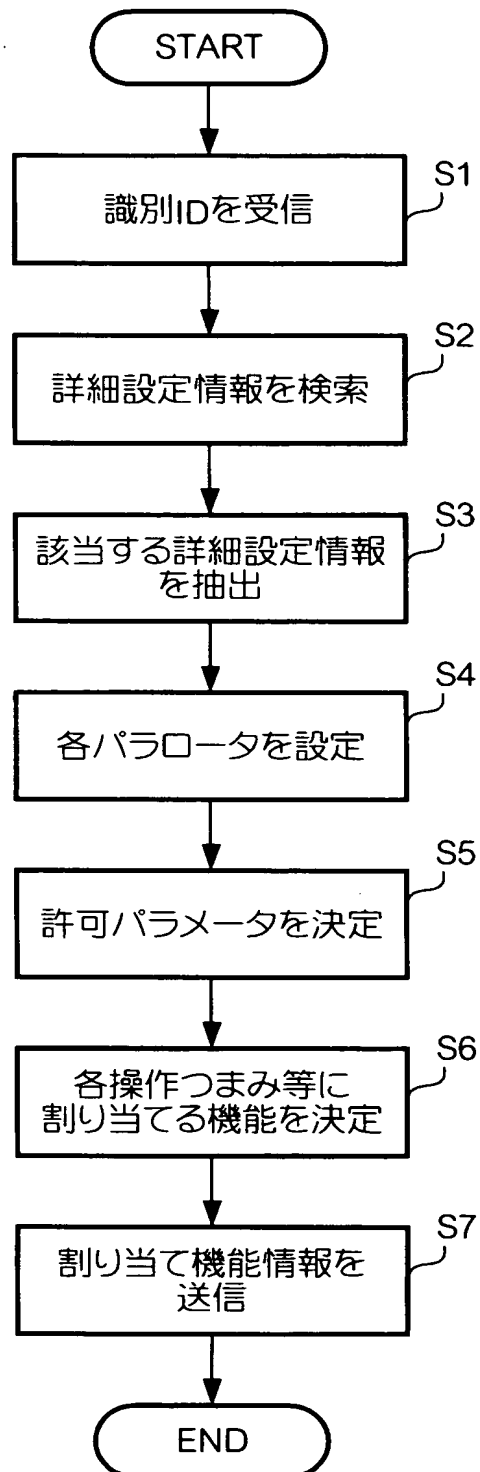 START
S1
識別IDを受信
S2
詳細設定情報を検索
S3
該当する詳細設定情報
を抽出
S4
各パラロータを設定
S5
許可パラメータを決定
S6
各操作つまみ等に
割り当てる機能を決定
S7
割り当て機能情報を
送信
END